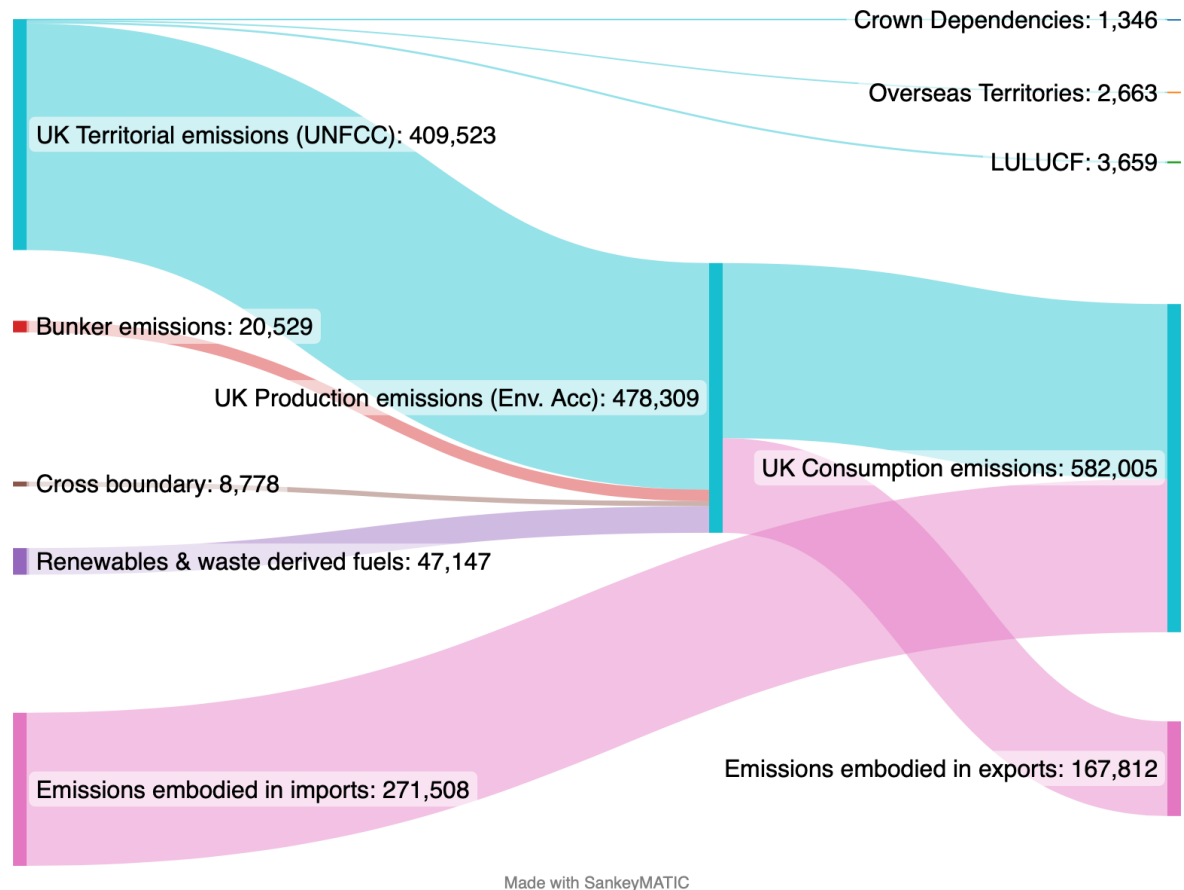 Crown Dependencies: 1,346
Overseas Territories: 2,663
UK Territorial emissions (UNFCC): 409,523
LULUCF: 3,659
Bunker emissions: 20,529
UK Production emissions (Env. Acc): 478,309
UK Consumption emissions: 582,005
Cross boundary: 8,778
Renewables & waste derived fuels: 47,147
Emissions embodied in exports: 167,812
Emissions embodied in imports: 271,508
Made with SankeyMATIC